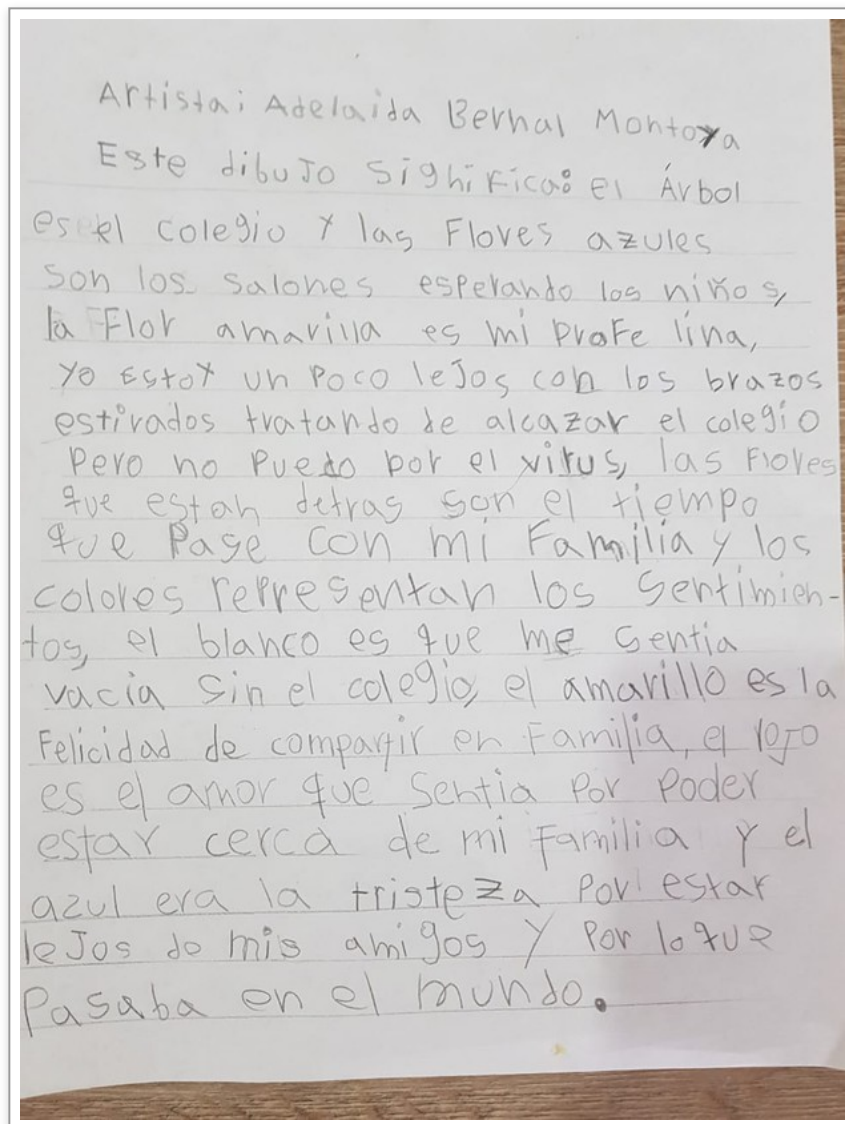 Artista: Adelaida Bernal Montoya
Este dibuJo significa: el Árbol
es el colegio y las Flores azules
son los salones esperando los niños,
la Flor amarilla es mi profe lina,
yo Estoy un poco leJos con los brazos
estirados tratando de alcazar el colegio
pero no puedo por el virus, las Flores
que estan detras son el tiempo
que Pase con mi Familia y los
colores representan los sentimien-
tos, el blanco es que me sentia
vacia sin el colegio, el amarillo es la
Felicidad de compartir en Familia, el roJo
es el amor que sentia por poder
estar cerca de mi Familia y el
azul era la tristeza por estar
leJos de mis amigos y por lo que
Pasaba en el mundo.